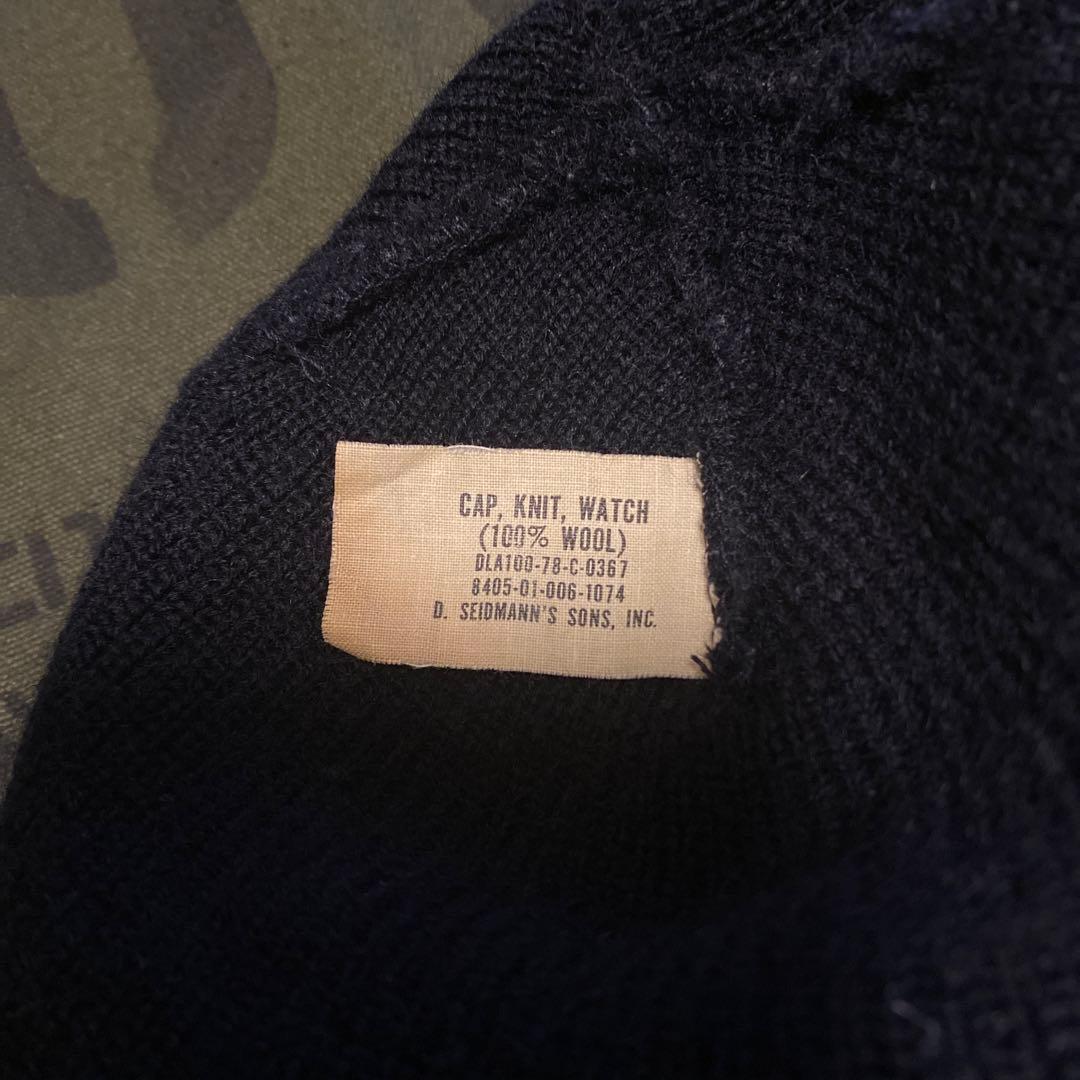 CAP, KNIT, WATCH
(100% WOOL)
DLA100-78-C-0367
8405-01-006-1074
D. SEIDMANN'S SONS, INC.